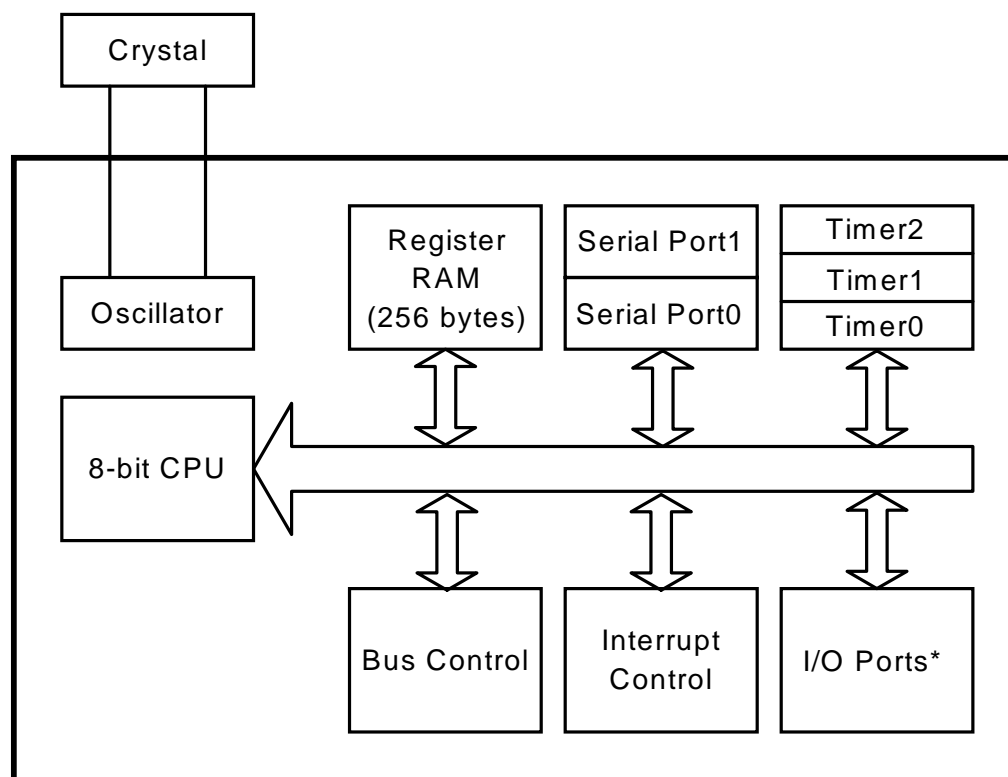 Crystal
Oscillator
Register
RAM
(256 bytes)
Serial Port1
Serial Port0
Timer2
Timer1
Timer0
8-bit CPU
Bus Control
Interrupt
Control
I/O Ports*